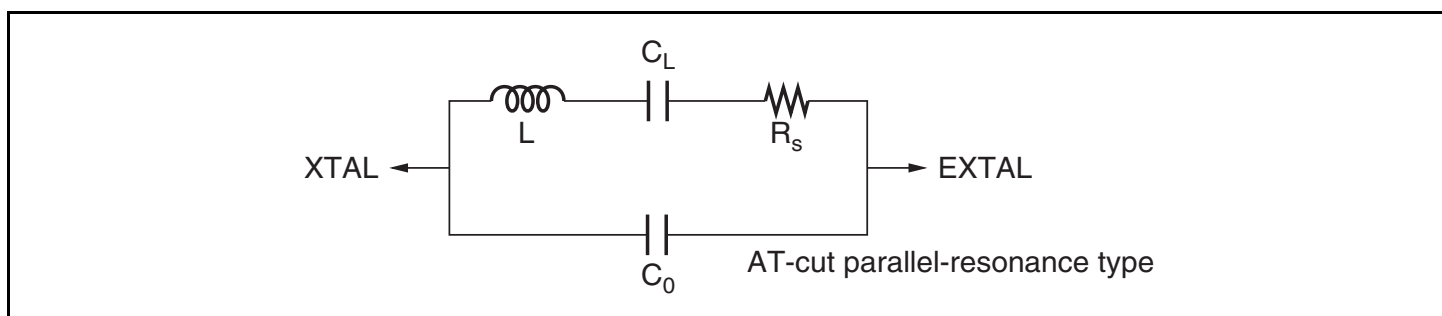 C_L
L
R_s
XTAL
EXTAL
C_0
AT-cut parallel-resonance type